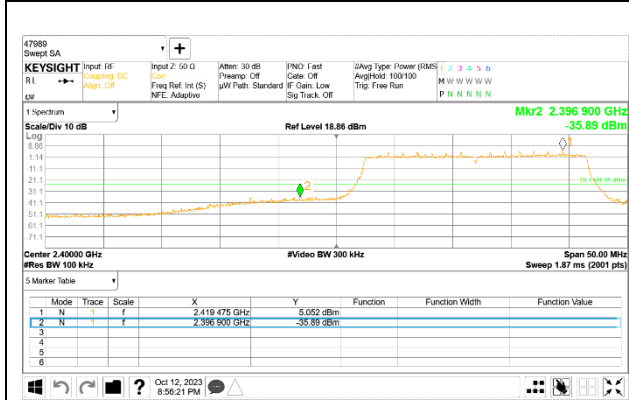 47989
Swept SA
KEYSIGHT Input: RF Input Z: 50 Ω Atten: 30 dB PNO: Fast #Avg Type: Power (RMS 1 2 3 4 5 6
RL Coupling: DC Corr Preamp: Off Gate: Off Avg|Hold: 100/100 M W W W W W
Align: Off Freq Ref: Int (S) µW Path: Standard IF Gain: Low Trig: Free Run
NFE: Adaptive Sig Track: Off P N N N N N
1 Spectrum
Mkr2 2.396 900 GHz
Scale/Div 10 dB Ref Level 18.86 dBm -35.89 dBm
Log
8.86
1.14
11.1
21.1
31.1
41.1
51.1
61.1
71.1
2
Center 2.40000 GHz #Video BW 300 kHz Span 50.00 MHz
#Res BW 100 kHz Sweep 1.87 ms (2001 pts)
5 Marker Table
Mode Trace Scale X Y Function Function Width Function Value
1 N 1 f 2.419 475 GHz 5.052 dBm
2 N 1 f 2.396 900 GHz -35.89 dBm
3
4
5
6
? Oct 12, 2023
8:56:21 PM